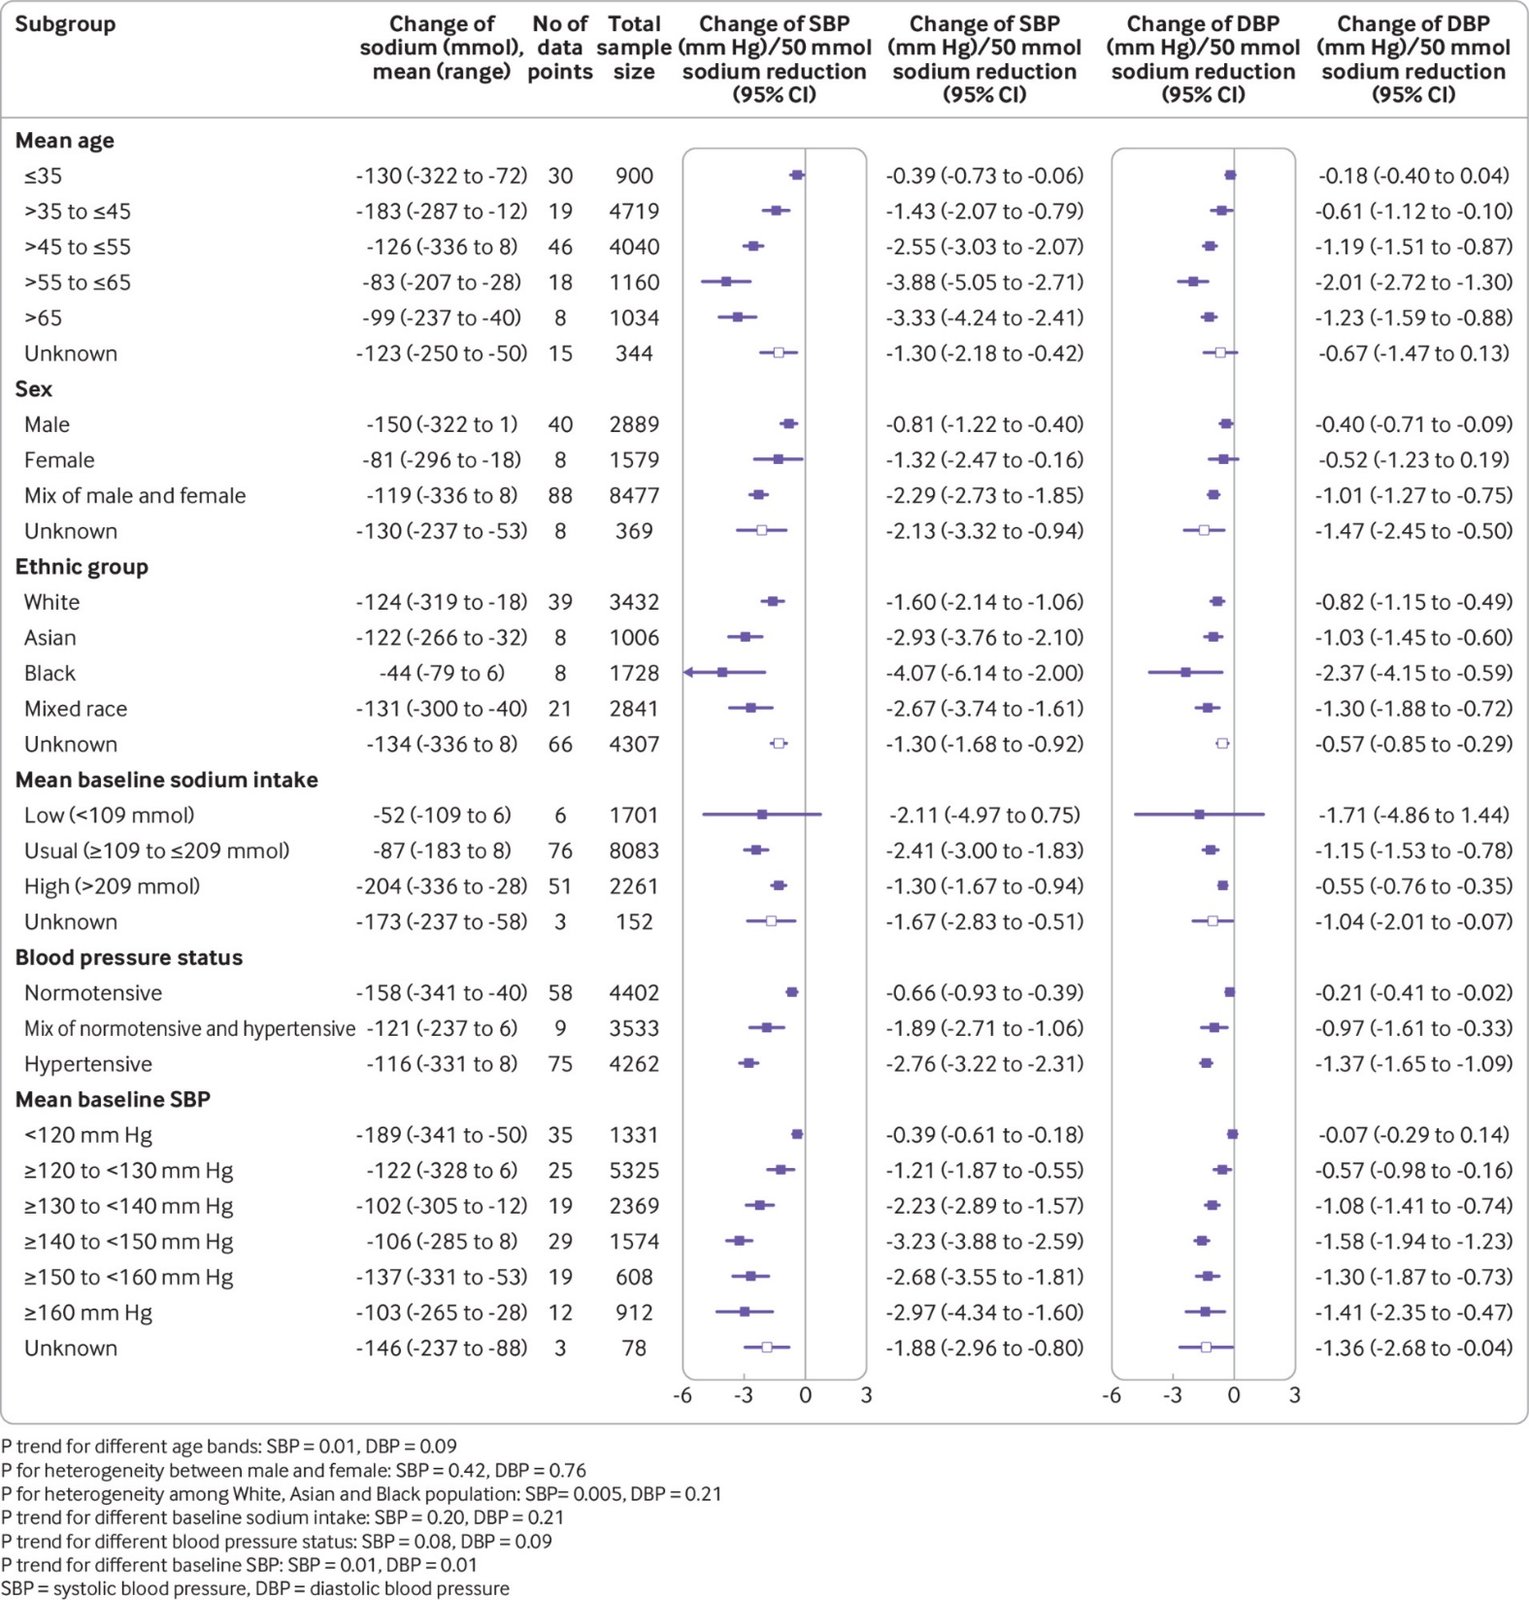 Subgroup Change of sodium (mmol), mean (range) No of data points Total sample size Change of SBP (mm Hg)/50 mmol sodium reduction (95% CI) Change of SBP (mm Hg)/50 mmol sodium reduction (95% CI) Change of DBP (mm Hg)/50 mmol sodium reduction (95% CI) Change of DBP (mm Hg)/50 mmol sodium reduction (95% CI)
Mean age
≤35 -130 (-322 to -72) 30 900 -0.39 (-0.73 to -0.06) -0.18 (-0.40 to 0.04)
>35 to ≤45 -183 (-287 to -12) 19 4719 -1.43 (-2.07 to -0.79) -0.61 (-1.12 to -0.10)
>45 to ≤55 -126 (-336 to 8) 46 4040 -2.55 (-3.03 to -2.07) -1.19 (-1.51 to -0.87)
>55 to ≤65 -83 (-207 to -28) 18 1160 -3.88 (-5.05 to -2.71) -2.01 (-2.72 to -1.30)
>65 -99 (-237 to -40) 8 1034 -3.33 (-4.24 to -2.41) -1.23 (-1.59 to -0.88)
Unknown -123 (-250 to -50) 15 344 -1.30 (-2.18 to -0.42) -0.67 (-1.47 to 0.13)
Sex
Male -150 (-322 to 1) 40 2889 -0.81 (-1.22 to -0.40) -0.40 (-0.71 to -0.09)
Female -81 (-296 to -18) 8 1579 -1.32 (-2.47 to -0.16) -0.52 (-1.23 to 0.19)
Mix of male and female -119 (-336 to 8) 88 8477 -2.29 (-2.73 to -1.85) -1.01 (-1.27 to -0.75)
Unknown -130 (-237 to -53) 8 369 -2.13 (-3.32 to -0.94) -1.47 (-2.45 to -0.50)
Ethnic group
White -124 (-319 to -18) 39 3432 -1.60 (-2.14 to -1.06) -0.82 (-1.15 to -0.49)
Asian -122 (-266 to -32) 8 1006 -2.93 (-3.76 to -2.10) -1.03 (-1.45 to -0.60)
Black -44 (-79 to 6) 8 1728 -4.07 (-6.14 to -2.00) -2.37 (-4.15 to -0.59)
Mixed race -131 (-300 to -40) 21 2841 -2.67 (-3.74 to -1.61) -1.30 (-1.88 to -0.72)
Unknown -134 (-336 to 8) 66 4307 -1.30 (-1.68 to -0.92) -0.57 (-0.85 to -0.29)
Mean baseline sodium intake
Low (<109 mmol) -52 (-109 to 6) 6 1701 -2.11 (-4.97 to 0.75) -1.71 (-4.86 to 1.44)
Usual (≥109 to ≤209 mmol) -87 (-183 to 8) 76 8083 -2.41 (-3.00 to -1.83) -1.15 (-1.53 to -0.78)
High (>209 mmol) -204 (-336 to -28) 51 2261 -1.30 (-1.67 to -0.94) -0.55 (-0.76 to -0.35)
Unknown -173 (-237 to -58) 3 152 -1.67 (-2.83 to -0.51) -1.04 (-2.01 to -0.07)
Blood pressure status
Normotensive -158 (-341 to -40) 58 4402 -0.66 (-0.93 to -0.39) -0.21 (-0.41 to -0.02)
Mix of normotensive and hypertensive -121 (-237 to 6) 9 3533 -1.89 (-2.71 to -1.06) -0.97 (-1.61 to -0.33)
Hypertensive -116 (-331 to 8) 75 4262 -2.76 (-3.22 to -2.31) -1.37 (-1.65 to -1.09)
Mean baseline SBP
<120 mm Hg -189 (-341 to -50) 35 1331 -0.39 (-0.61 to -0.18) -0.07 (-0.29 to 0.14)
≥120 to <130 mm Hg -122 (-328 to 6) 25 5325 -1.21 (-1.87 to -0.55) -0.57 (-0.98 to -0.16)
≥130 to <140 mm Hg -102 (-305 to -12) 19 2369 -2.23 (-2.89 to -1.57) -1.08 (-1.41 to -0.74)
≥140 to <150 mm Hg -106 (-285 to 8) 29 1574 -3.23 (-3.88 to -2.59) -1.58 (-1.94 to -1.23)
≥150 to <160 mm Hg -137 (-331 to -53) 19 608 -2.68 (-3.55 to -1.81) -1.30 (-1.87 to -0.73)
≥160 mm Hg -103 (-265 to -28) 12 912 -2.97 (-4.34 to -1.60) -1.41 (-2.35 to -0.47)
Unknown -146 (-237 to -88) 3 78 -1.88 (-2.96 to -0.80) -1.36 (-2.68 to -0.04)
-6 -3 0 3 -6 -3 0 3
P trend for different age bands: SBP = 0.01, DBP = 0.09
P for heterogeneity between male and female: SBP = 0.42, DBP = 0.76
P for heterogeneity among White, Asian and Black population: SBP= 0.005, DBP = 0.21
P trend for different baseline sodium intake: SBP = 0.20, DBP = 0.21
P trend for different blood pressure status: SBP = 0.08, DBP = 0.09
P trend for different baseline SBP: SBP = 0.01, DBP = 0.01
SBP = systolic blood pressure, DBP = diastolic blood pressure